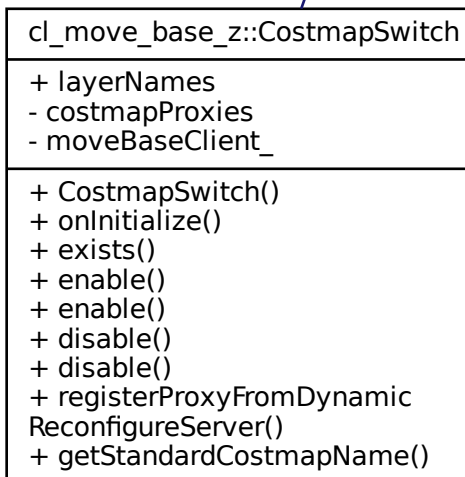 cl_move_base_z::CostmapSwitch
+ layerNames
- costmapProxies
- moveBaseClient_
+ CostmapSwitch()
+ onInitialize()
+ exists()
+ enable()
+ enable()
+ disable()
+ disable()
+ registerProxyFromDynamic
ReconfigureServer()
+ getStandardCostmapName()